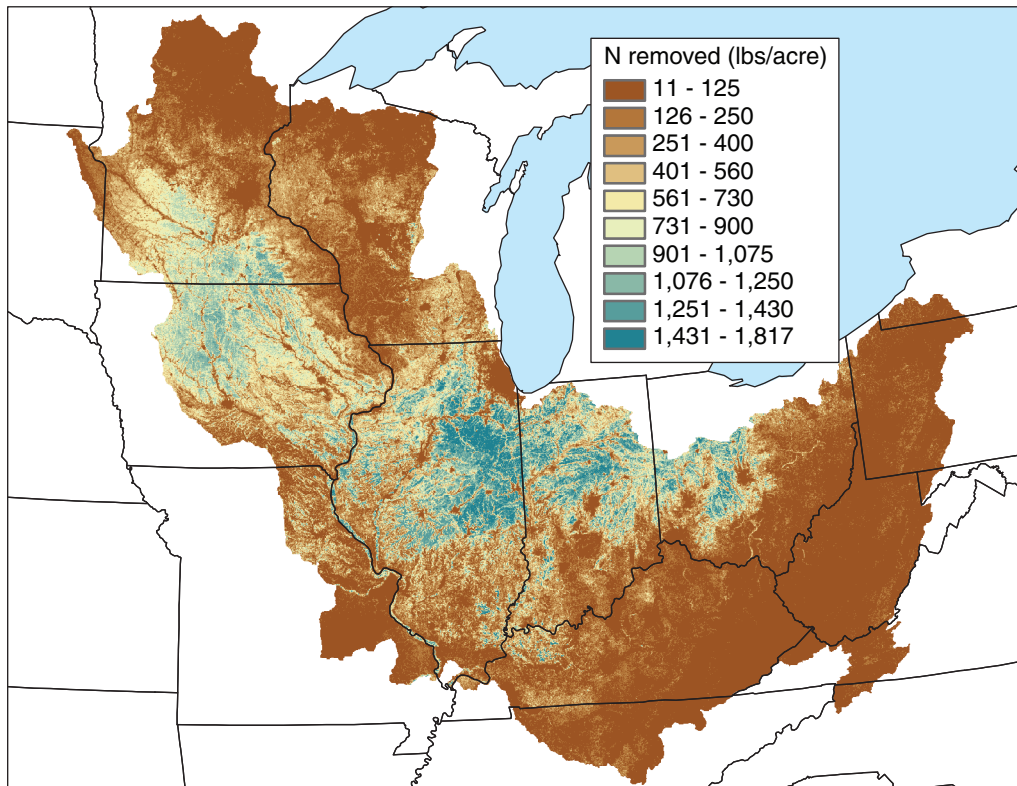 N removed (lbs/acre)
11 - 125
126 - 250
251 - 400
401 - 560
561 - 730
731 - 900
901 - 1,075
1,076 - 1,250
1,251 - 1,430
1,431 - 1,817